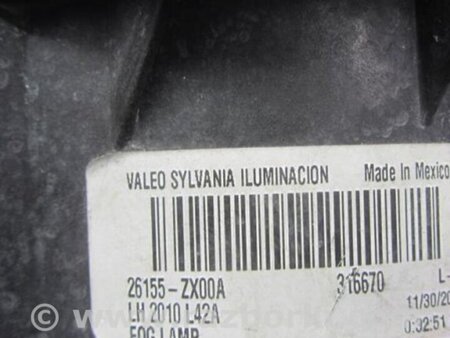 VALEO SYLVANIA ILUMINACION Made In Mexico
26155-ZX00A 316670 L-
LH 2010 L42A 11/30/20
FOG LAMP 0:32:51